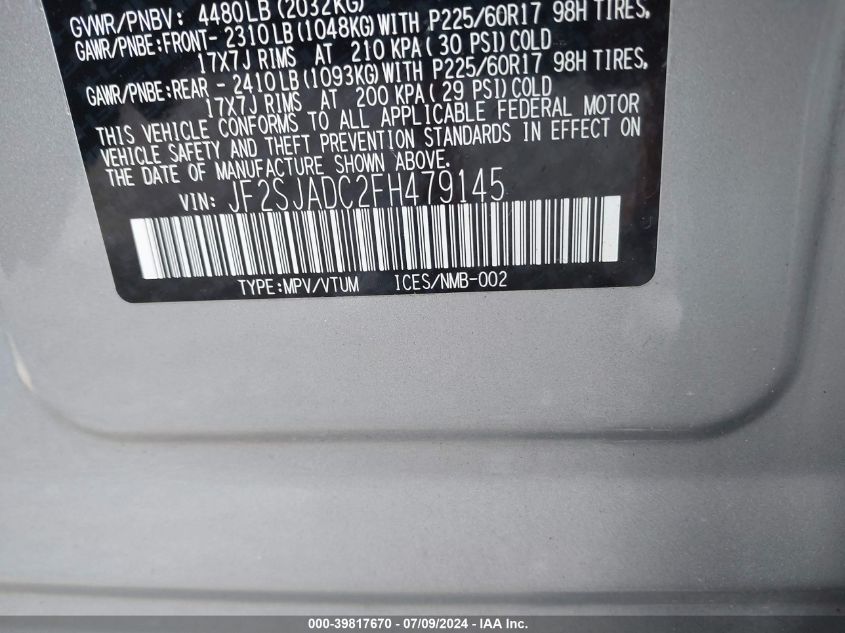 GVWR/PNBV: 4480LB(2032KG)
GAWR/PNBE:FRONT- 2310LB(1048KG)WITH P225/60R17 98H TIRES,
17X7J RIMS AT 210 KPA(30 PSI)COLD
GAWR/PNBE:REAR - 2410LB(1093KG)WITH P225/60R17 98H TIRES,
17X7J RIMS AT 200 KPA(29 PSI)COLD
THIS VEHICLE CONFORMS TO ALL APPLICABLE FEDERAL MOTOR
VEHICLE SAFETY AND THEFT PREVENTION STANDARDS IN EFFECT ON
THE DATE OF MANUFACTURE SHOWN ABOVE.
VIN: JF2SJADC2FH479145
TYPE:MPV/VTUM ICES/NMB-002
000-39817670 - 07/09/2024 - IAA Inc.